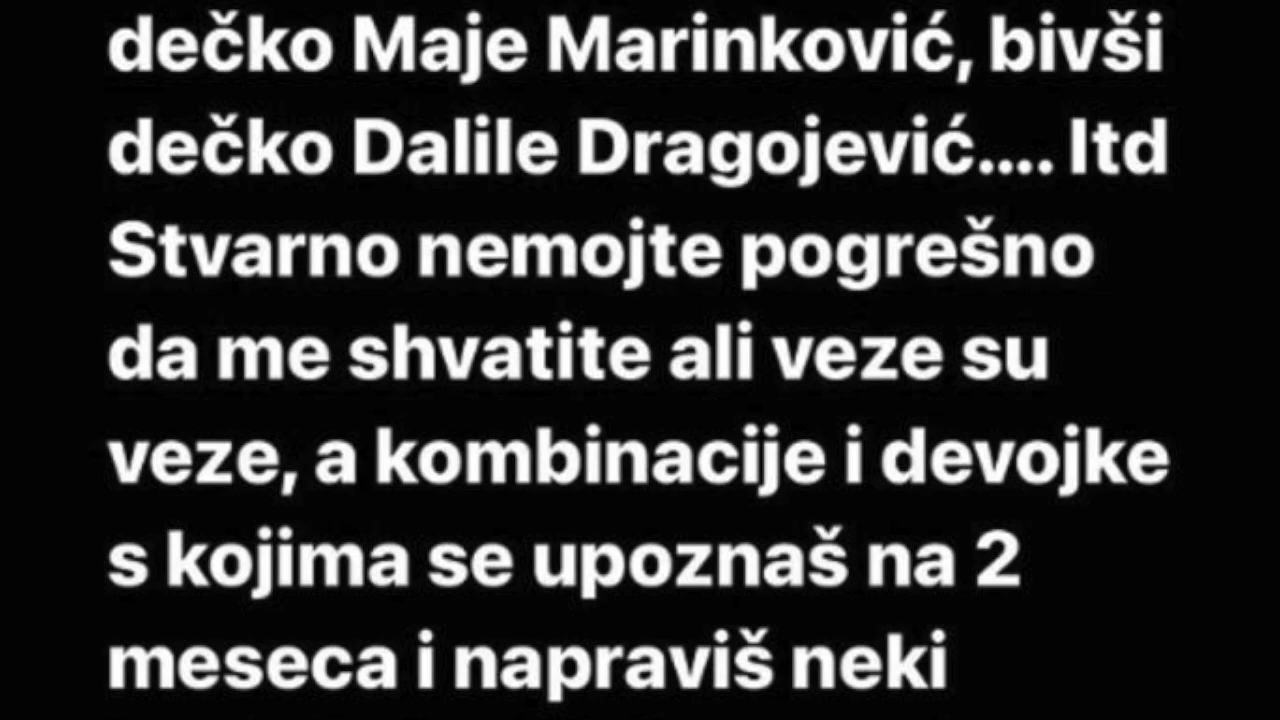 dečko Maje Marinković, bivši
dečko Dalile Dragojević.... Itd
Stvarno nemojte pogrešno
da me shvatite ali veze su
veze, a kombinacije i devojke
s kojima se upoznaš na 2
meseca i napraviš neki